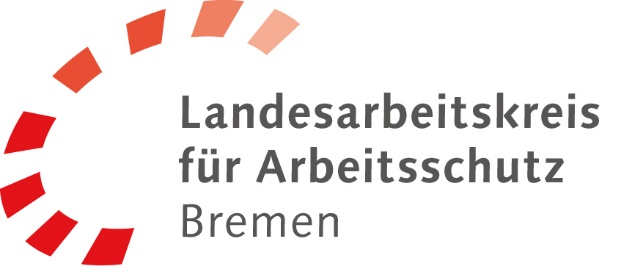 Landesarbeitskreis
für Arbeitsschutz
Bremen